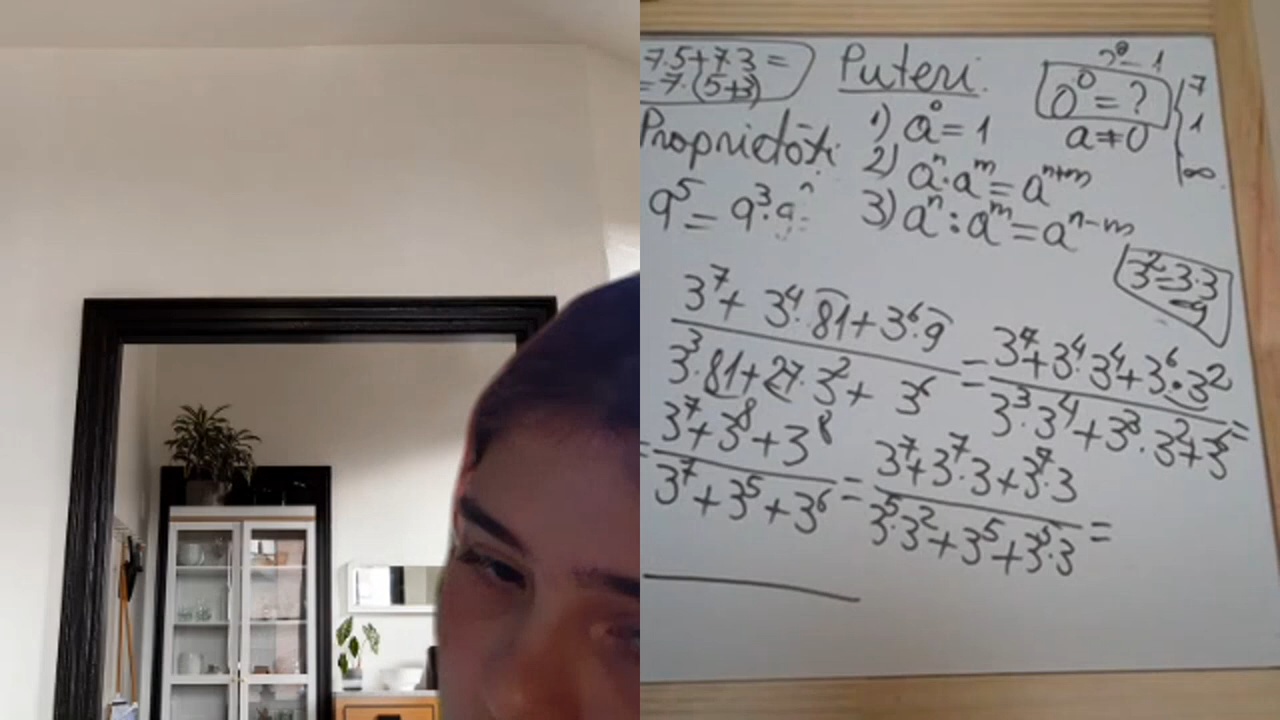 7·5+7·3 =
= 7·(5+3)
Puteri.
0⁰ = ?
a≠0
7
1
∞
Proprietăți
1) a⁰ = 1
2) aⁿ·aᵐ = aⁿ⁺ᵐ
3) aⁿ : aᵐ = aⁿ⁻ᵐ
3² = 3·3
9
(3⁷ + 3⁴·81 + 3⁶·9) / (3³·81 + 27·3² + 3⁶) = (3⁷ + 3⁴·3⁴ + 3⁶·3²) / (3³·3⁴ + 3³·3² + 3⁶) =
= (3⁷ + 3⁸ + 3⁸) / (3⁷ + 3⁵ + 3⁶) = (3⁷ + 3⁷·3 + 3⁷·3) / (3⁵·3² + 3⁵ + 3⁵·3) =